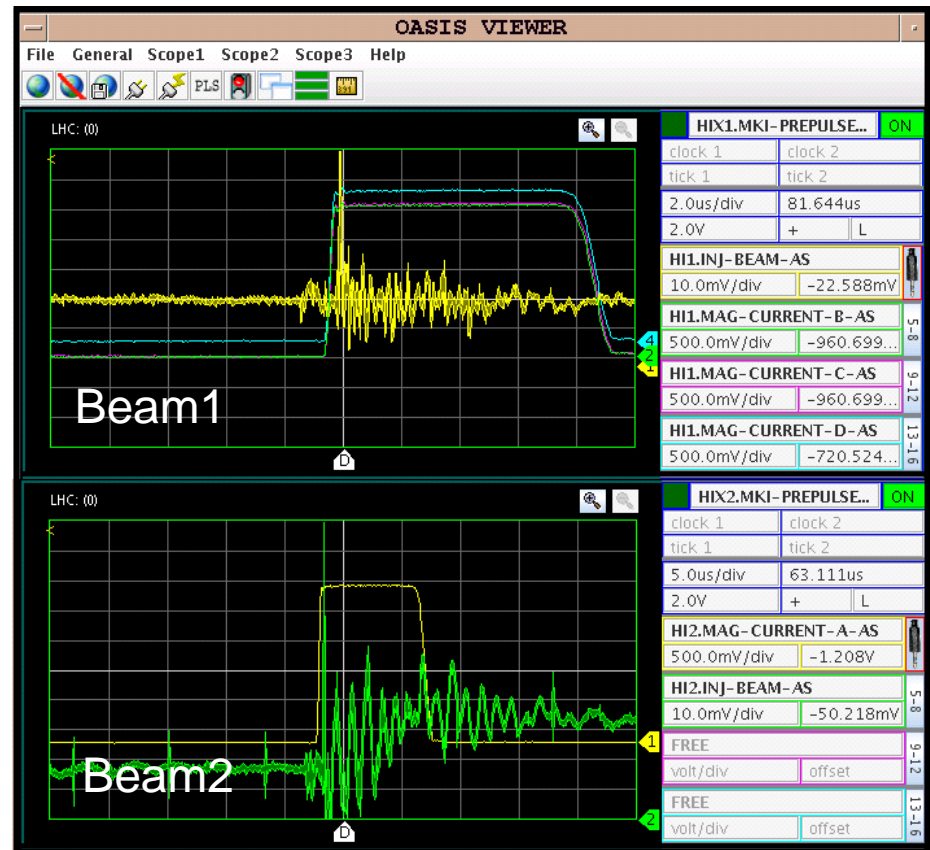 OASIS VIEWER
File General Scope1 Scope2 Scope3 Help
PLS
LHC: (0)
HIX1.MKI-PREPULSE... ON
clock 1 clock 2
tick 1 tick 2
2.0us/div 81.644us
2.0V + L
HI1.INJ-BEAM-AS
10.0mV/div -22.588mV
HI1.MAG-CURRENT-B-AS
500.0mV/div -960.699...
5-8
HI1.MAG-CURRENT-C-AS
500.0mV/div -960.699...
9-12
HI1.MAG-CURRENT-D-AS
500.0mV/div -720.524...
13-16
4
2
1
Beam1
D
LHC: (0)
HIX2.MKI-PREPULSE... ON
clock 1 clock 2
tick 1 tick 2
5.0us/div 63.111us
2.0V + L
HI2.MAG-CURRENT-A-AS
500.0mV/div -1.208V
HI2.INJ-BEAM-AS
10.0mV/div -50.218mV
5-8
FREE
volt/div offset
9-12
FREE
volt/div offset
13-16
1
Beam2
2
D